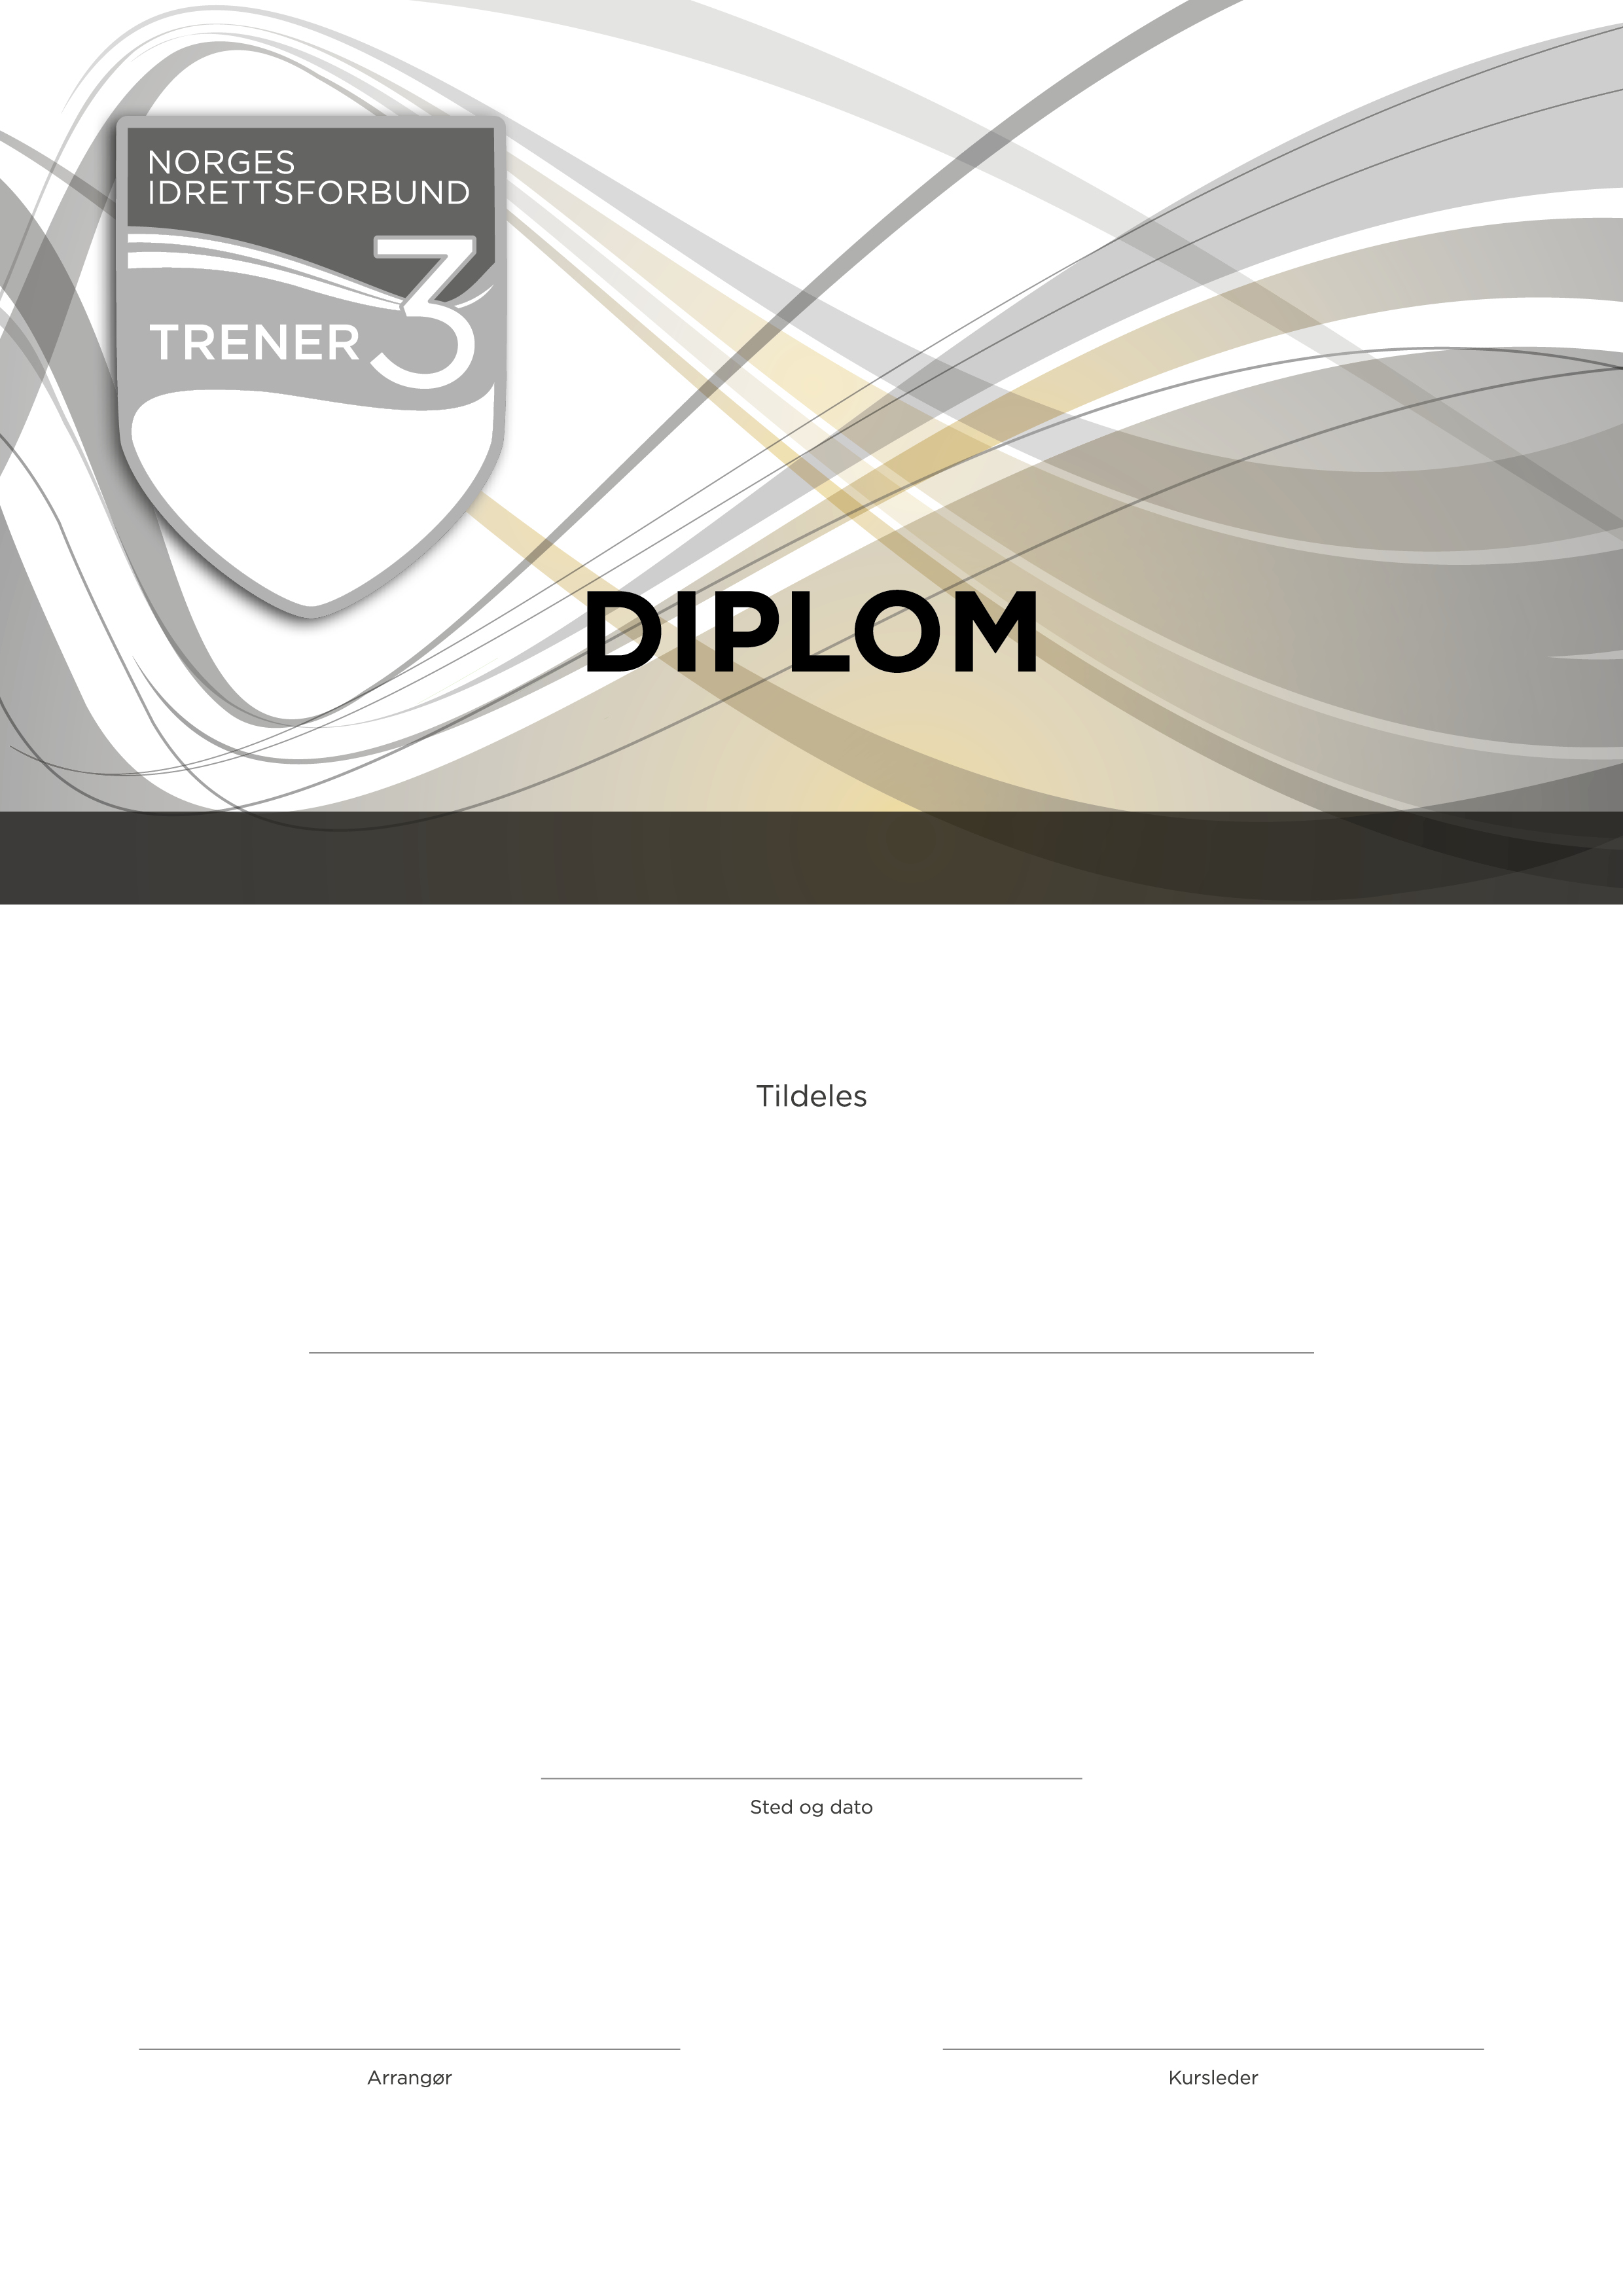 NORGES
IDRETTSFORBUND
TRENER 3
DIPLOM
Tildeles
Sted og dato
Arrangør
Kursleder